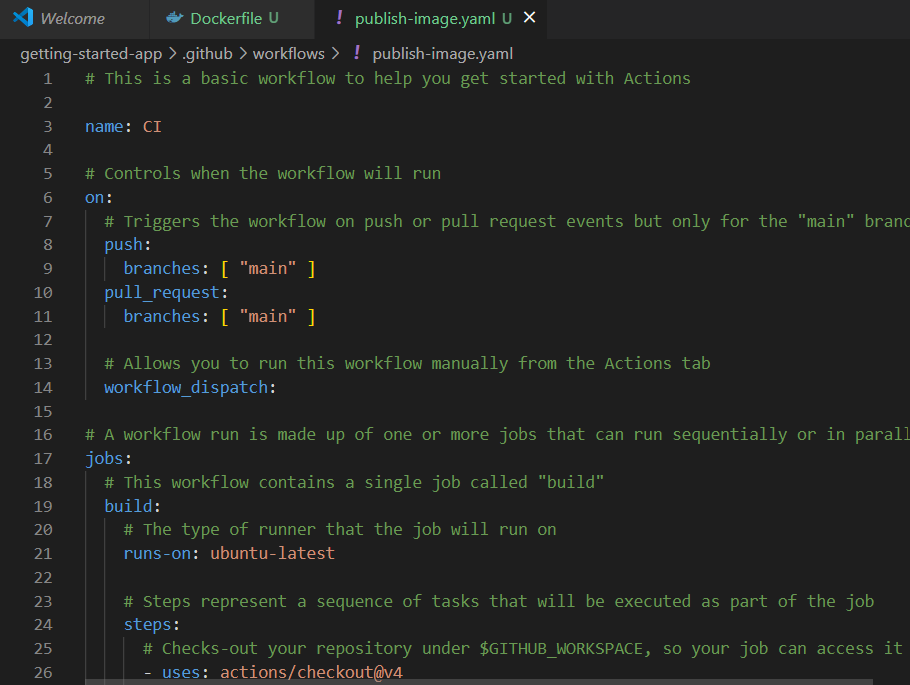 Welcome Dockerfile U ! publish-image.yaml U ×
getting-started-app > .github > workflows > ! publish-image.yaml
1 # This is a basic workflow to help you get started with Actions
2
3 name: CI
4
5 # Controls when the workflow will run
6 on:
7 # Triggers the workflow on push or pull request events but only for the "main" branc
8 push:
9 branches: [ "main" ]
10 pull_request:
11 branches: [ "main" ]
12
13 # Allows you to run this workflow manually from the Actions tab
14 workflow_dispatch:
15
16 # A workflow run is made up of one or more jobs that can run sequentially or in parall
17 jobs:
18 # This workflow contains a single job called "build"
19 build:
20 # The type of runner that the job will run on
21 runs-on: ubuntu-latest
22
23 # Steps represent a sequence of tasks that will be executed as part of the job
24 steps:
25 # Checks-out your repository under $GITHUB_WORKSPACE, so your job can access it
26 - uses: actions/checkout@v4